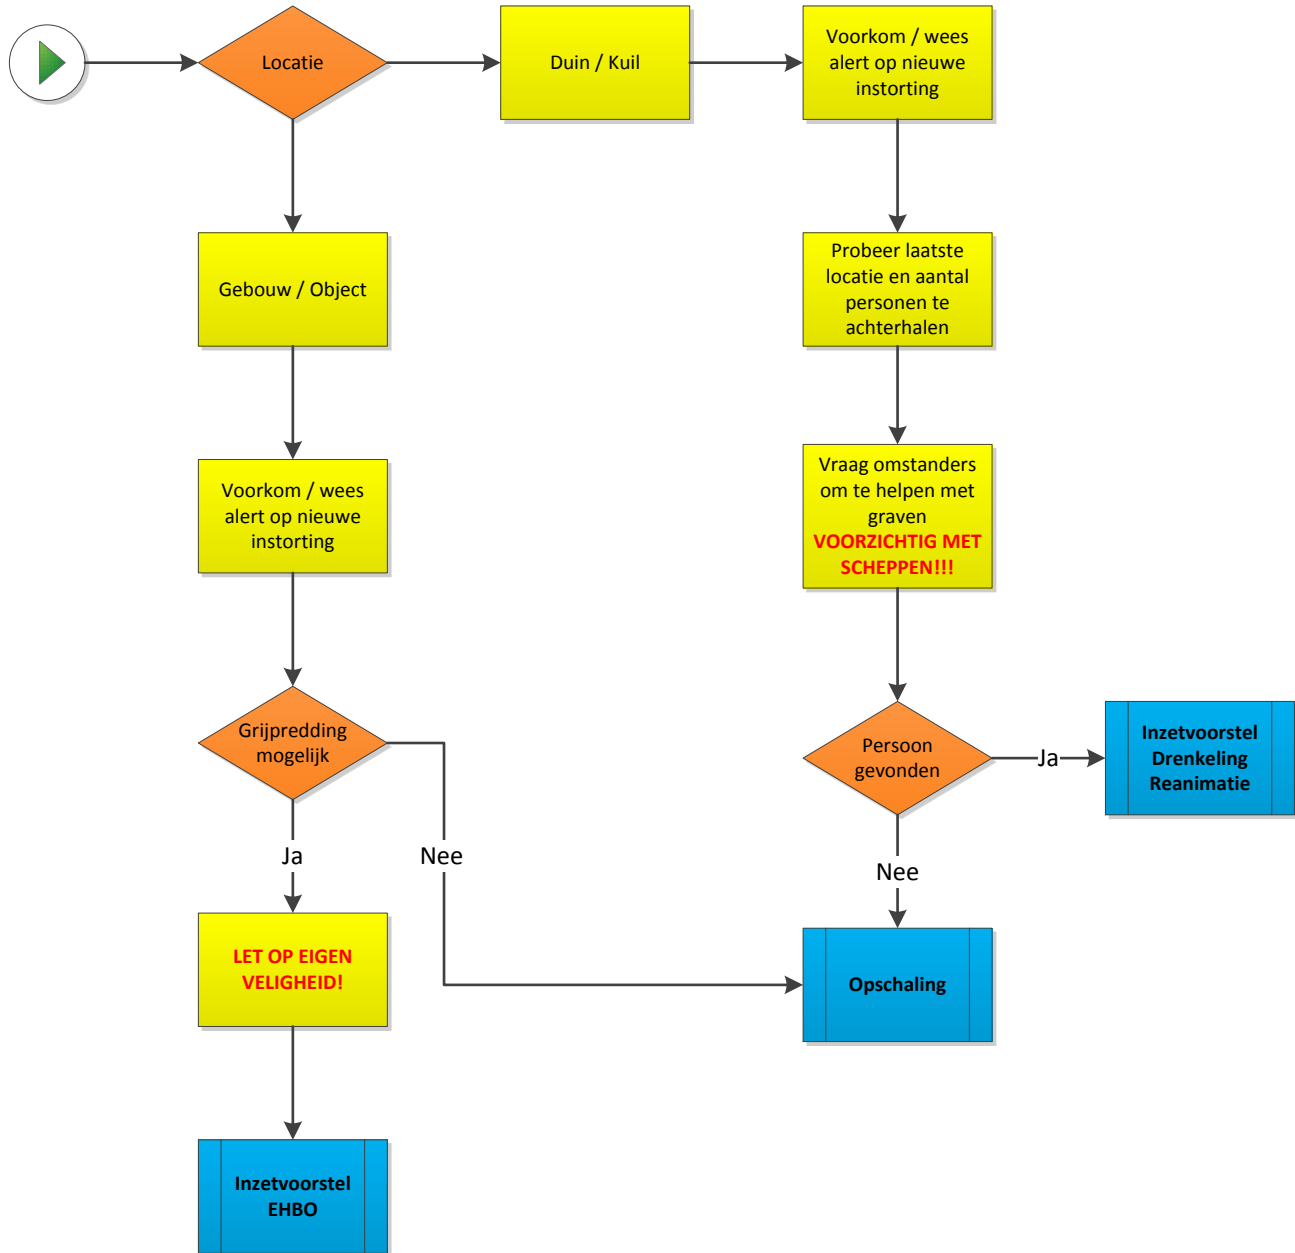 Locatie
Duin / Kuil
Voorkom / wees
alert op nieuwe
instorting
Gebouw / Object
Probeer laatste
locatie en aantal
personen te
achterhalen
Voorkom / wees
alert op nieuwe
instorting
Vraag omstanders
om te helpen met
graven
VOORZICHTIG MET
SCHEPPEN!!!
Grijpredding
mogelijk
Persoon
gevonden
Ja
Inzetvoorstel
Drenkeling
Reanimatie
Ja
Nee
Nee
LET OP EIGEN
VELIGHEID!
Opschaling
Inzetvoorstel
EHBO